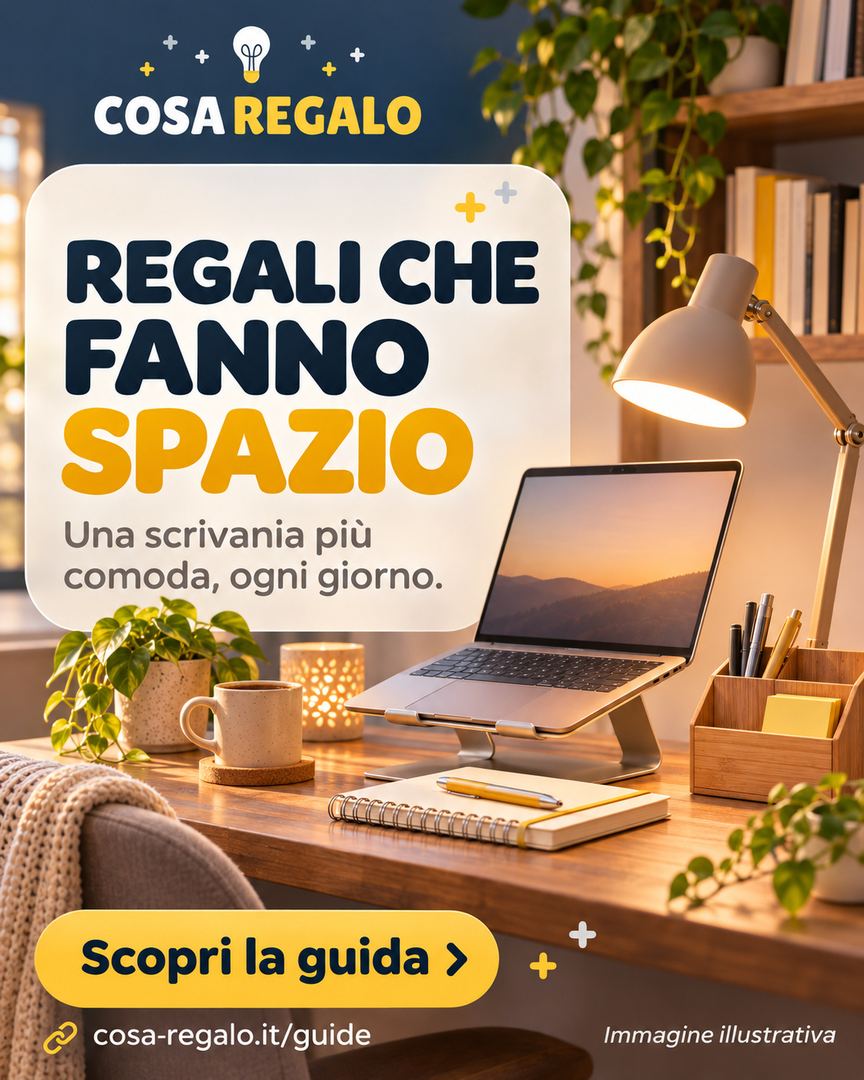 COSA REGALO
REGALI CHE
FANNO
SPAZIO
Una scrivania più
comoda, ogni giorno.
Scopri la guida
cosa-regalo.it/guide
Immagine illustrativa